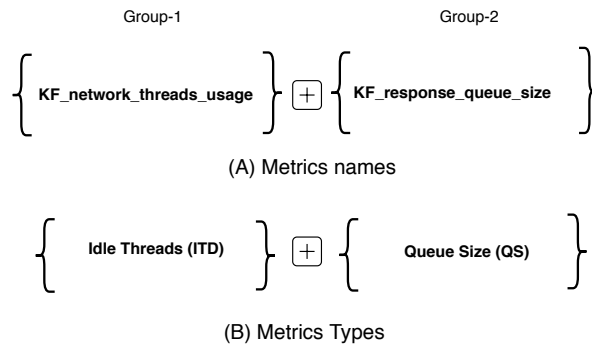 Group-1 Group-2
{ KF_network_threads_usage } + { KF_response_queue_size }
(A) Metrics names
{ Idle Threads (ITD) } + { Queue Size (QS) }
(B) Metrics Types